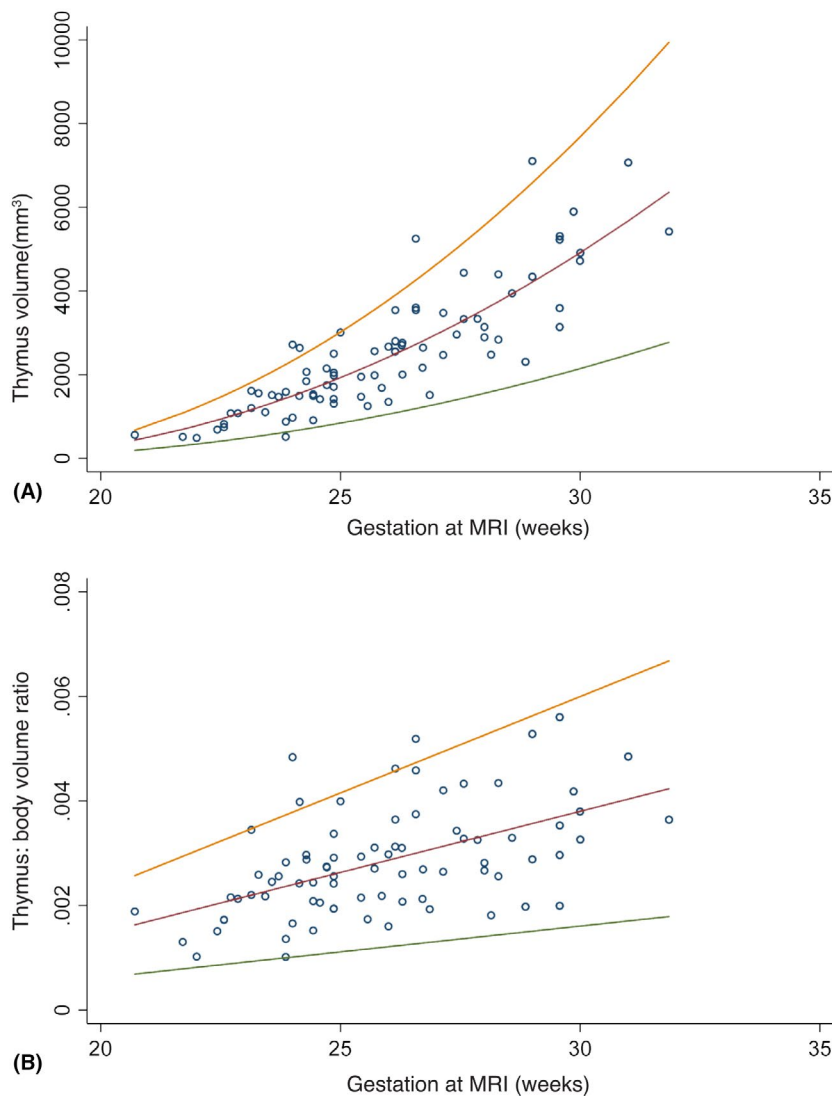 10000
8000
6000
4000
2000
0
Thymus volume(mm³)
20 25 30 35
(A)
Gestation at MRI (weeks)
.008
.006
.004
.002
0
Thymus: body volume ratio
20 25 30 35
(B)
Gestation at MRI (weeks)